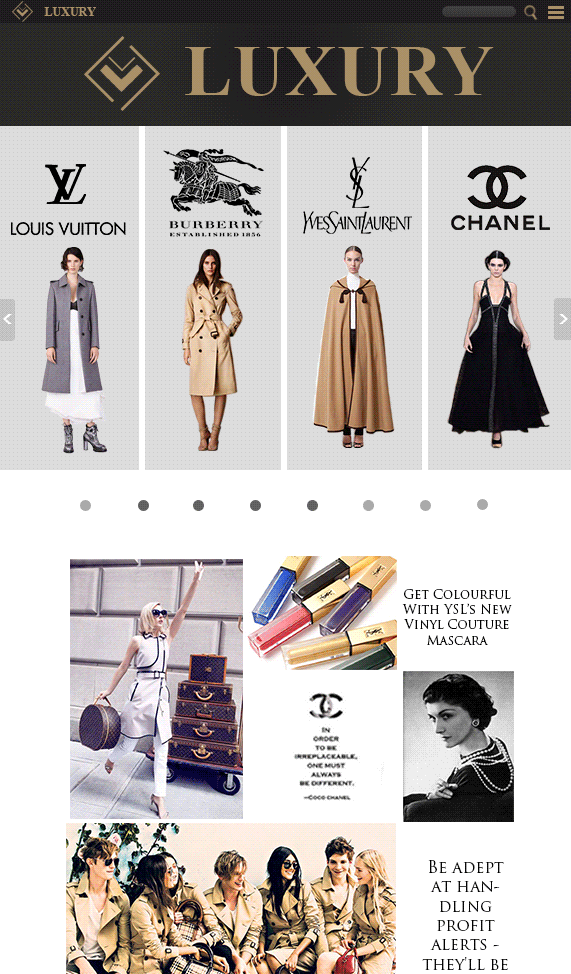 LUXURY
LUXURY
LOUIS VUITTON
BURBERRY
ESTABLISHED 1856
YSL
YVESSAINTLAURENT
CHANEL
GET COLOURFUL
WITH YSL'S NEW
VINYL COUTURE
MASCARA
IN
ORDER
TO BE
IRREPLACEABLE,
ONE MUST
ALWAYS
BE DIFFERENT.
—COCO CHANEL
BE ADEPT
AT HAN-
DLING
PROFIT
ALERTS -
THEY'LL BE